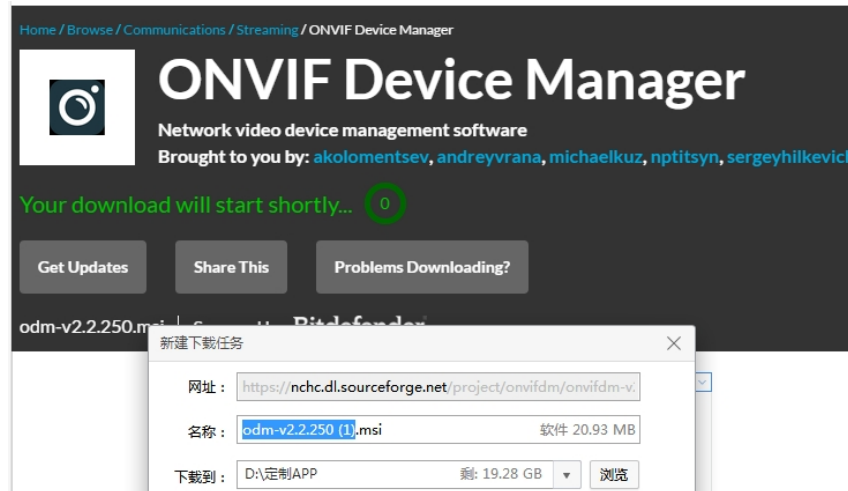 Home / Browse / Communications / Streaming / ONVIF Device Manager
ONVIF Device Manager
Network video device management software
Brought to you by: akolomentsev, andreyvrana, michaelkuz, nptitsyn, sergeyhilkevich
Your download will start shortly... 0
Get Updates Share This Problems Downloading?
odm-v2.2.250.msi Bitdefender
新建下载任务
网址： https://nchc.dl.sourceforge.net/project/onvifdm/onvifdm-v2
名称： odm-v2.2.250 (1).msi 软件 20.93 MB
下载到： D:\定制APP 剩: 19.28 GB 浏览